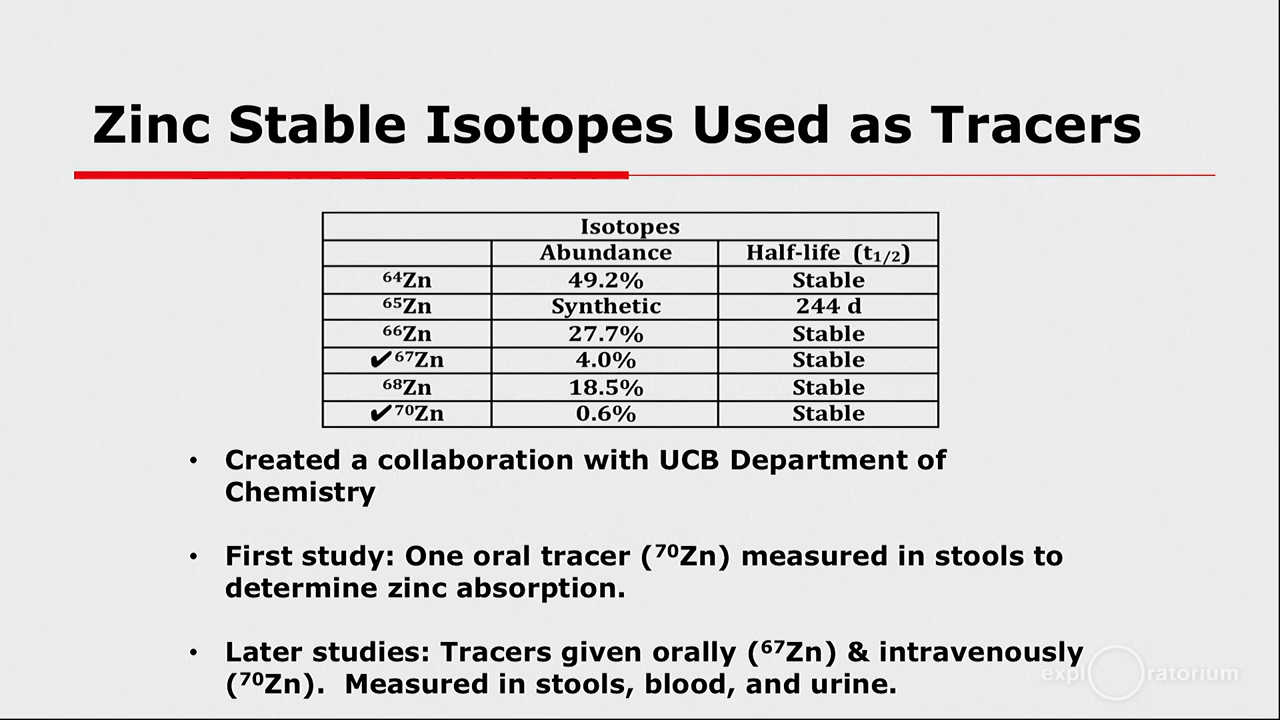 Zinc Stable Isotopes Used as Tracers
Isotopes
Abundance Half-life (t₁/₂)
⁶⁴Zn 49.2% Stable
⁶⁵Zn Synthetic 244 d
⁶⁶Zn 27.7% Stable
✔⁶⁷Zn 4.0% Stable
⁶⁸Zn 18.5% Stable
✔⁷⁰Zn 0.6% Stable
• Created a collaboration with UCB Department of
Chemistry
• First study: One oral tracer (⁷⁰Zn) measured in stools to
determine zinc absorption.
• Later studies: Tracers given orally (⁶⁷Zn) & intravenously
(⁷⁰Zn). Measured in stools, blood, and urine.
exploratorium